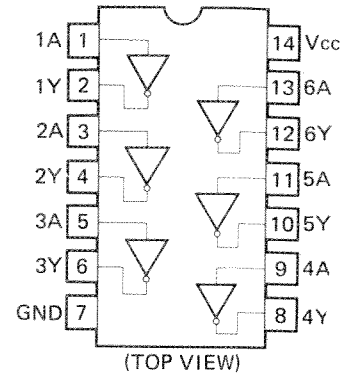 1A 1 14 Vcc
1Y 2 13 6A
2A 3 12 6Y
2Y 4 11 5A
3A 5 10 5Y
3Y 6 9 4A
GND 7 8 4Y
(TOP VIEW)